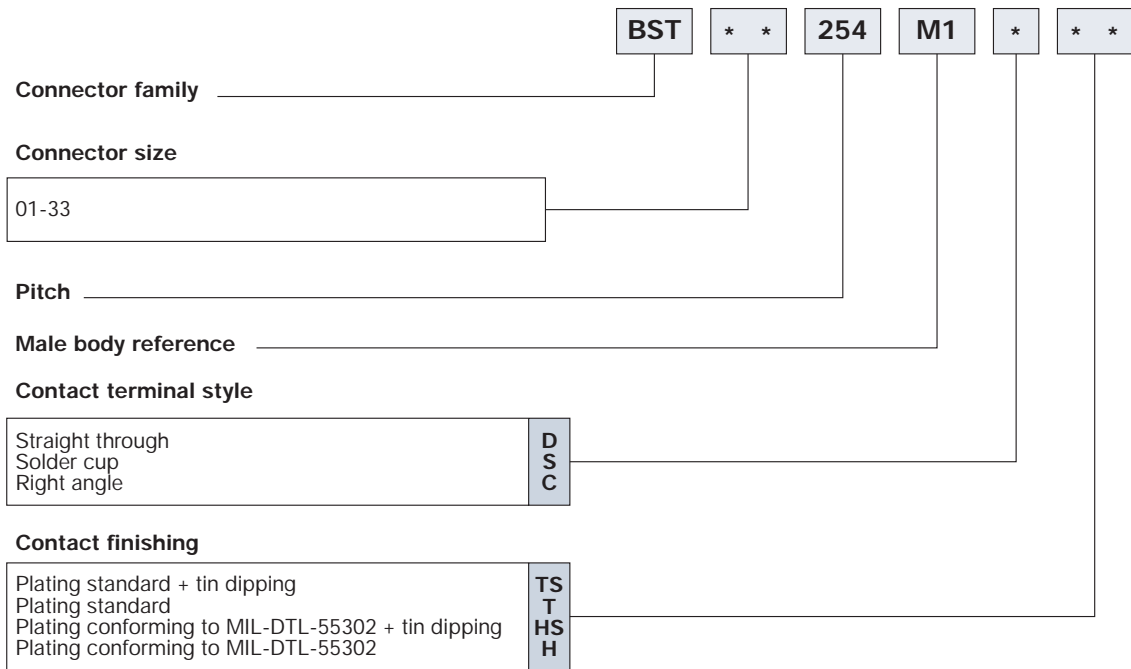 BST * * 254 M1 * * *
Connector family
Connector size
01-33
Pitch
Male body reference
Contact terminal style
Straight through D
Solder cup S
Right angle C
Contact finishing
Plating standard + tin dipping TS
Plating standard T
Plating conforming to MIL-DTL-55302 + tin dipping HS
Plating conforming to MIL-DTL-55302 H